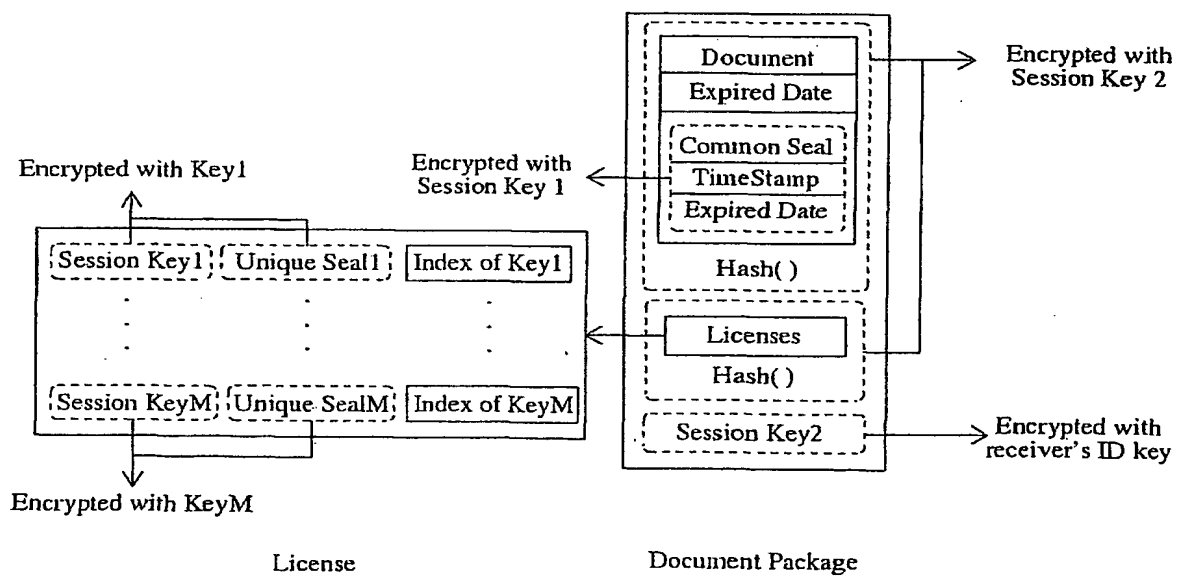 Document
Expired Date
Common Seal
TimeStamp
Expired Date
Hash( )
Licenses
Hash( )
Session Key2
Encrypted with
Session Key 2
Encrypted with
Session Key 1
Encrypted with
receiver's ID key
Encrypted with Key1
Session Key1 Unique Seal1 Index of Key1
Session KeyM Unique SealM Index of KeyM
Encrypted with KeyM
License
Document Package